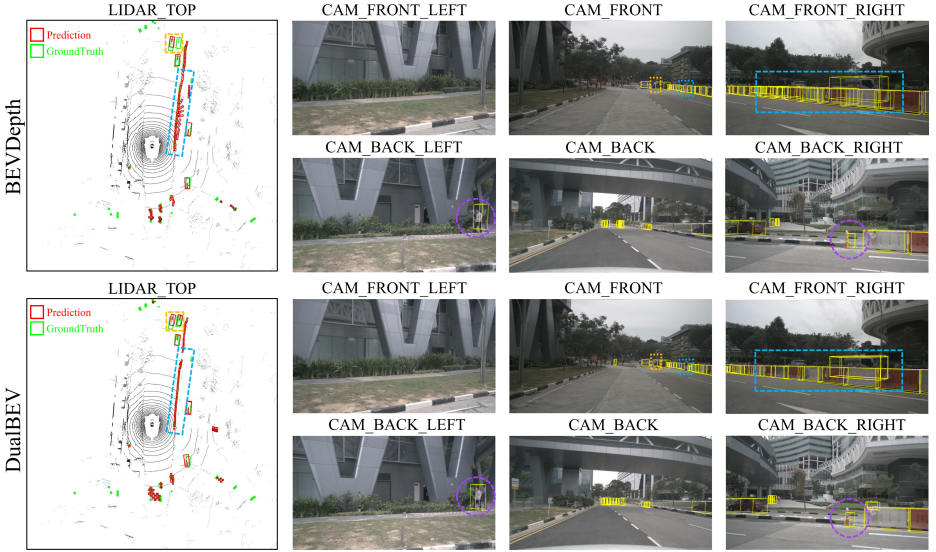 LIDAR_TOP CAM_FRONT_LEFT CAM_FRONT CAM_FRONT_RIGHT
BEVDepth
Prediction
GroundTruth
CAM_BACK_LEFT CAM_BACK CAM_BACK_RIGHT
LIDAR_TOP CAM_FRONT_LEFT CAM_FRONT CAM_FRONT_RIGHT
DualBEV
Prediction
GroundTruth
CAM_BACK_LEFT CAM_BACK CAM_BACK_RIGHT